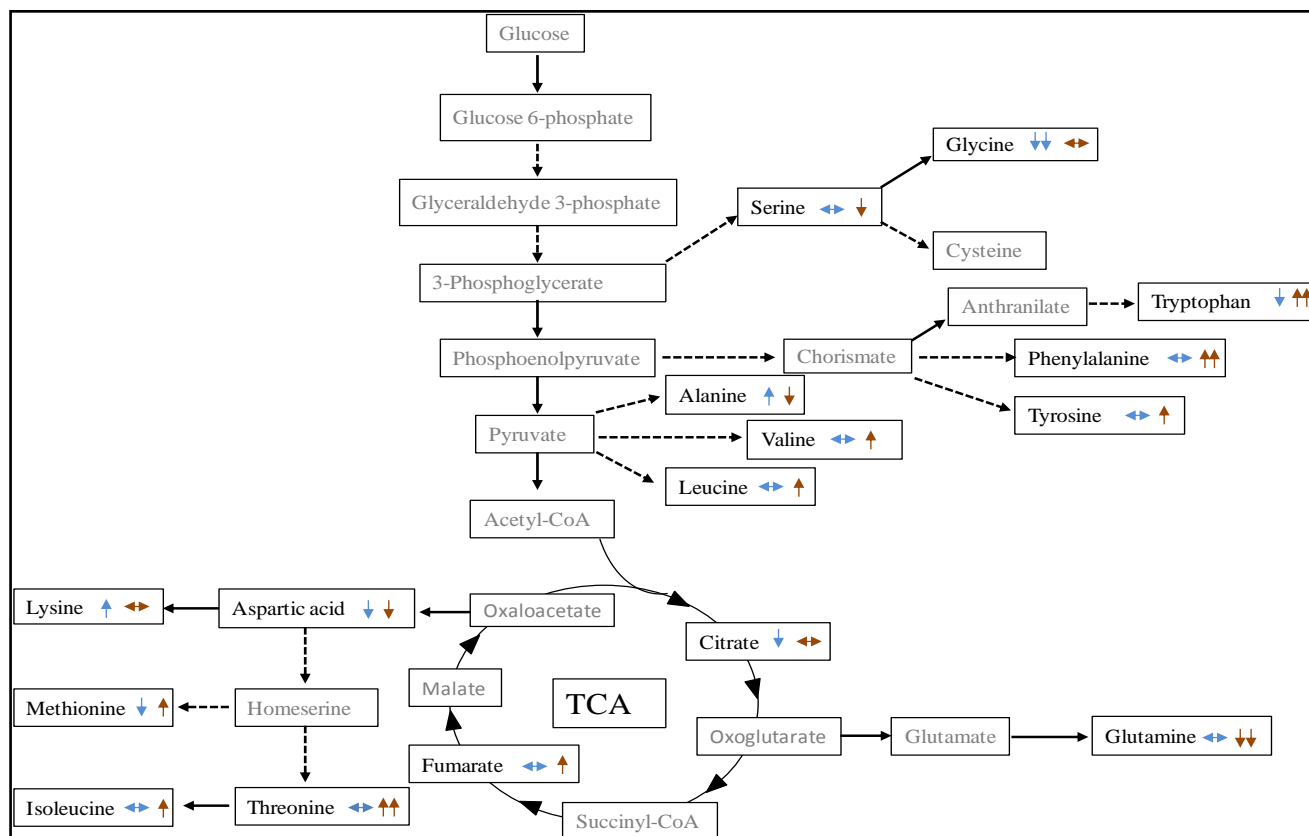 Glucose
Glucose 6-phosphate
Glycine
Glyceraldehyde 3-phosphate
Serine
Cysteine
3-Phosphoglycerate
Anthranilate
Tryptophan
Phosphoenolpyruvate
Chorismate
Phenylalanine
Alanine
Tyrosine
Pyruvate
Valine
Leucine
Acetyl-CoA
Lysine
Aspartic acid
Oxaloacetate
Citrate
Malate
TCA
Methionine
Homeserine
Oxoglutarate
Glutamate
Glutamine
Fumarate
Isoleucine
Threonine
Succinyl-CoA